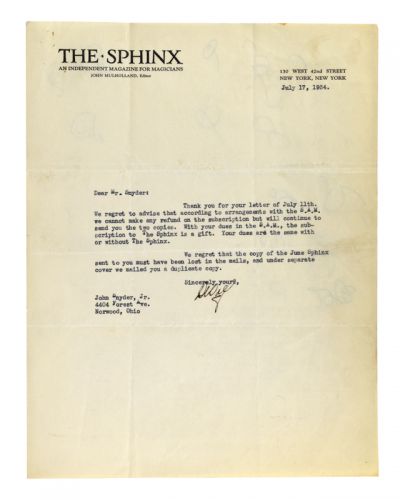 THE·SPHINX
AN INDEPENDENT MAGAZINE FOR MAGICIANS
JOHN MULHOLLAND, Editor
130 WEST 42nd STREET
NEW YORK, NEW YORK
July 17, 1934.
Dear Mr. Snyder:
Thank you for your letter of July 11th.
We regret to advise that according to arrangements with the S.A.M.
we cannot make any refund on the subscription but will continue to
send you the two copies. With your dues in the S.A.M., the sub-
scription to The Sphinx is a gift. Your dues are the same with
or without The Sphinx.
We regret that the copy of the June Sphinx
sent to you must have been lost in the mails, and under separate
cover we mailed you a duplicate copy.
Sincerely yours,
John Snyder, Jr.
4404 Forest Ave.
Norwood, Ohio